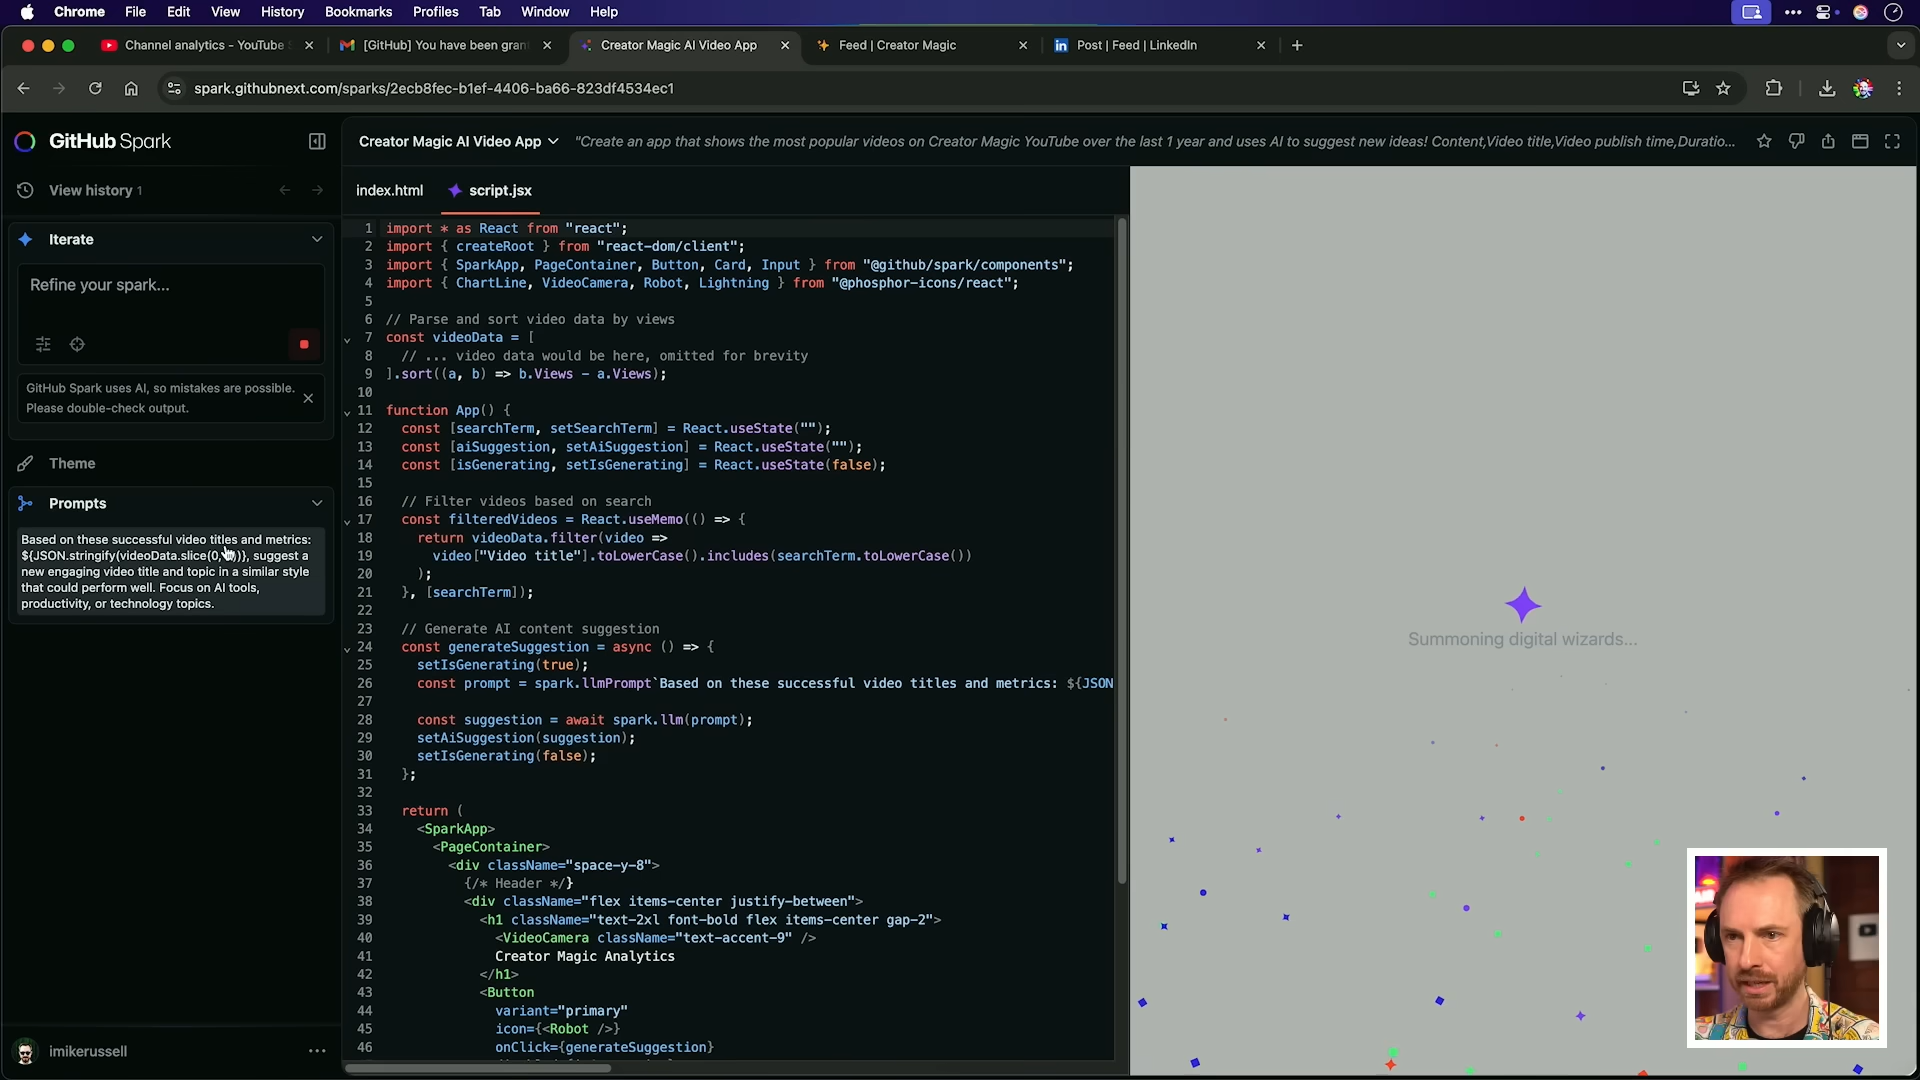 Chrome File Edit View History Bookmarks Profiles Tab Window Help
Channel analytics - YouTube
[GitHub] You have been gran
Creator Magic AI Video App
Feed | Creator Magic
Post | Feed | LinkedIn
spark.githubnext.com/sparks/2ecb8fec-b1ef-4406-ba66-823df4534ec1
GitHub Spark
Creator Magic AI Video App
"Create an app that shows the most popular videos on Creator Magic YouTube over the last 1 year and uses AI to suggest new ideas! Content,Video title,Video publish time,Duratio...
View history 1
index.html
script.jsx
Iterate
Refine your spark...
GitHub Spark uses AI, so mistakes are possible.
Please double-check output.
Theme
Prompts
Based on these successful video titles and metrics:
${JSON.stringify(videoData.slice(0, ))}, suggest a
new engaging video title and topic in a similar style
that could perform well. Focus on AI tools,
productivity, or technology topics.
imikerussell
1 import * as React from "react";
2 import { createRoot } from "react-dom/client";
3 import { SparkApp, PageContainer, Button, Card, Input } from "@github/spark/components";
4 import { ChartLine, VideoCamera, Robot, Lightning } from "@phosphor-icons/react";
5
6 // Parse and sort video data by views
7 const videoData = [
8 // ... video data would be here, omitted for brevity
9 ].sort((a, b) => b.Views - a.Views);
10
11 function App() {
12 const [searchTerm, setSearchTerm] = React.useState("");
13 const [aiSuggestion, setAiSuggestion] = React.useState("");
14 const [isGenerating, setIsGenerating] = React.useState(false);
15
16 // Filter videos based on search
17 const filteredVideos = React.useMemo(() => {
18 return videoData.filter(video =>
19 video["Video title"].toLowerCase().includes(searchTerm.toLowerCase())
20 );
21 }, [searchTerm]);
22
23 // Generate AI content suggestion
24 const generateSuggestion = async () => {
25 setIsGenerating(true);
26 const prompt = spark.llmPrompt`Based on these successful video titles and metrics: ${JSON
27
28 const suggestion = await spark.llm(prompt);
29 setAiSuggestion(suggestion);
30 setIsGenerating(false);
31 };
32
33 return (
34 <SparkApp>
35 <PageContainer>
36 <div className="space-y-8">
37 {/* Header */}
38 <div className="flex items-center justify-between">
39 <h1 className="text-2xl font-bold flex items-center gap-2">
40 <VideoCamera className="text-accent-9" />
41 Creator Magic Analytics
42 </h1>
43 <Button
44 variant="primary"
45 icon={<Robot />}
46 onClick={generateSuggestion}
Summoning digital wizards...